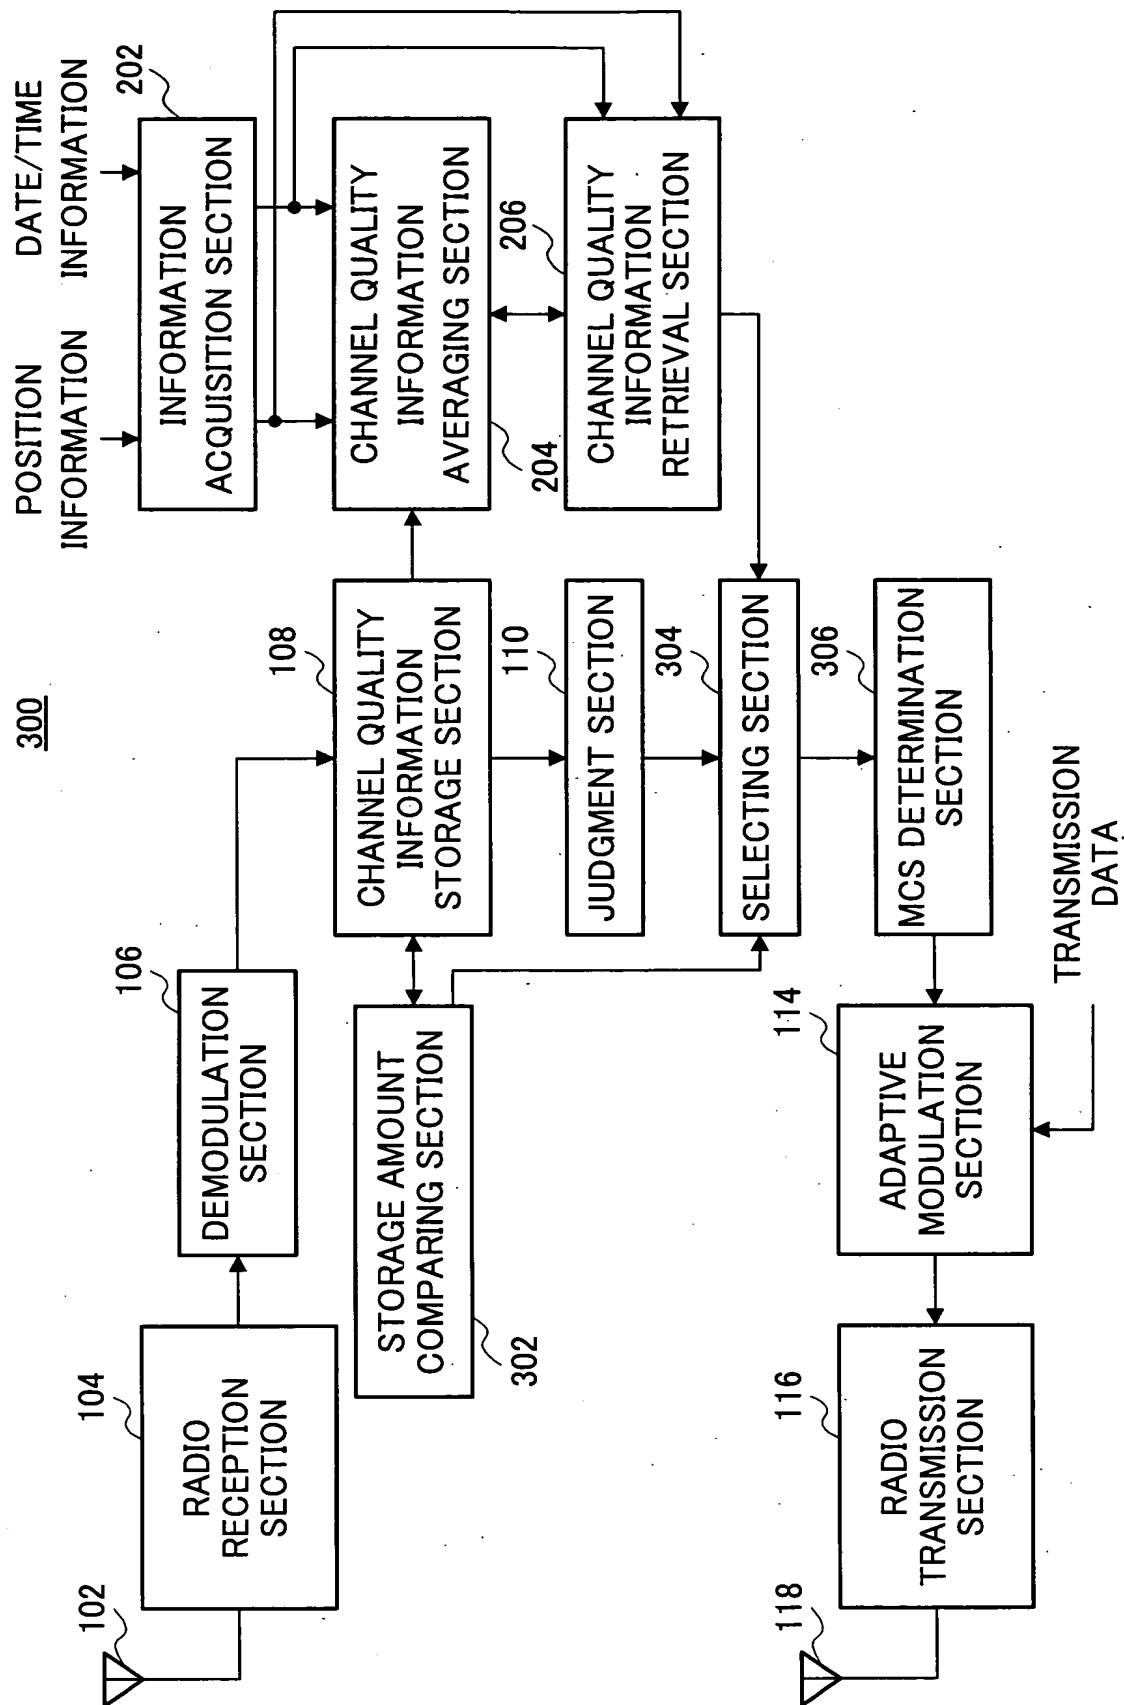 300
POSITION
INFORMATION
DATE/TIME
INFORMATION
102
104
RADIO
RECEPTION
SECTION
106
DEMODULATION
SECTION
108
CHANNEL QUALITY
INFORMATION
STORAGE SECTION
202
INFORMATION
ACQUISITION SECTION
CHANNEL QUALITY
INFORMATION
AVERAGING SECTION
204
206
CHANNEL QUALITY
INFORMATION
RETRIEVAL SECTION
STORAGE AMOUNT
COMPARING SECTION
302
110
JUDGMENT SECTION
304
SELECTING SECTION
306
MCS DETERMINATION
SECTION
118
116
RADIO
TRANSMISSION
SECTION
114
ADAPTIVE
MODULATION
SECTION
TRANSMISSION
DATA